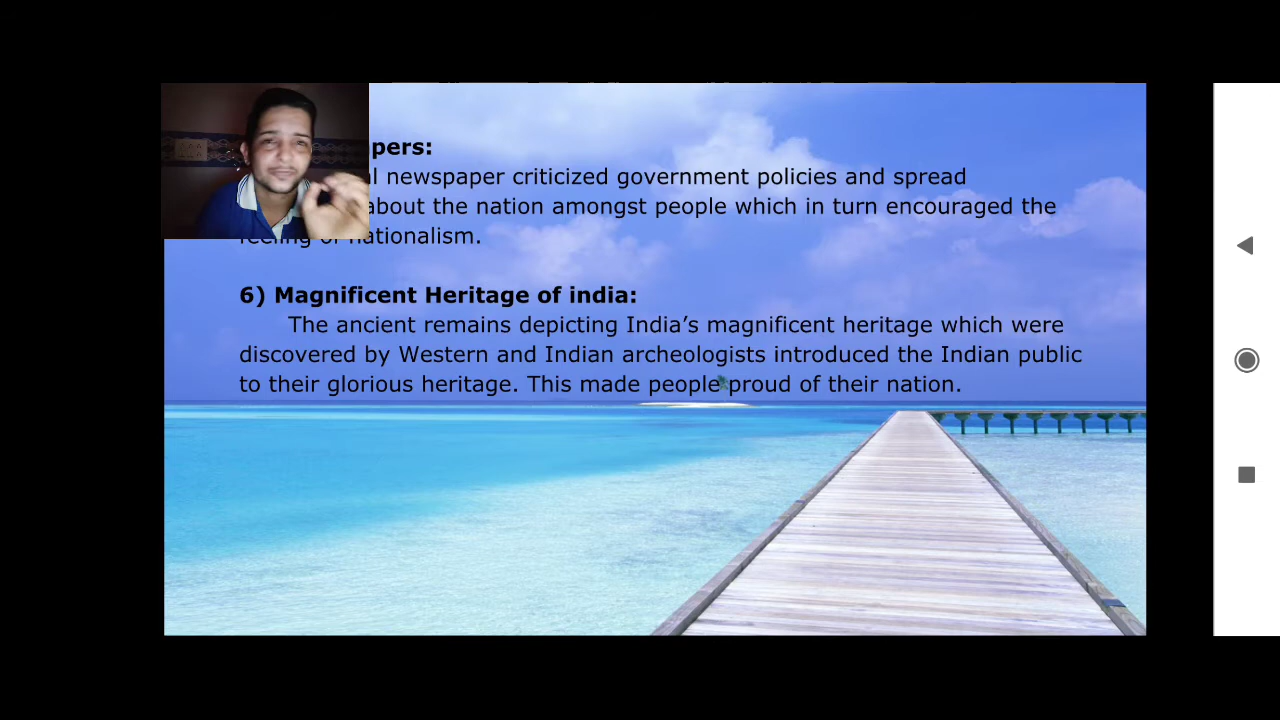 pers:
newspaper criticized government policies and spread
about the nation amongst people which in turn encouraged the
feeling of nationalism.
6) Magnificent Heritage of india:
The ancient remains depicting India’s magnificent heritage which were
discovered by Western and Indian archeologists introduced the Indian public
to their glorious heritage. This made people proud of their nation.